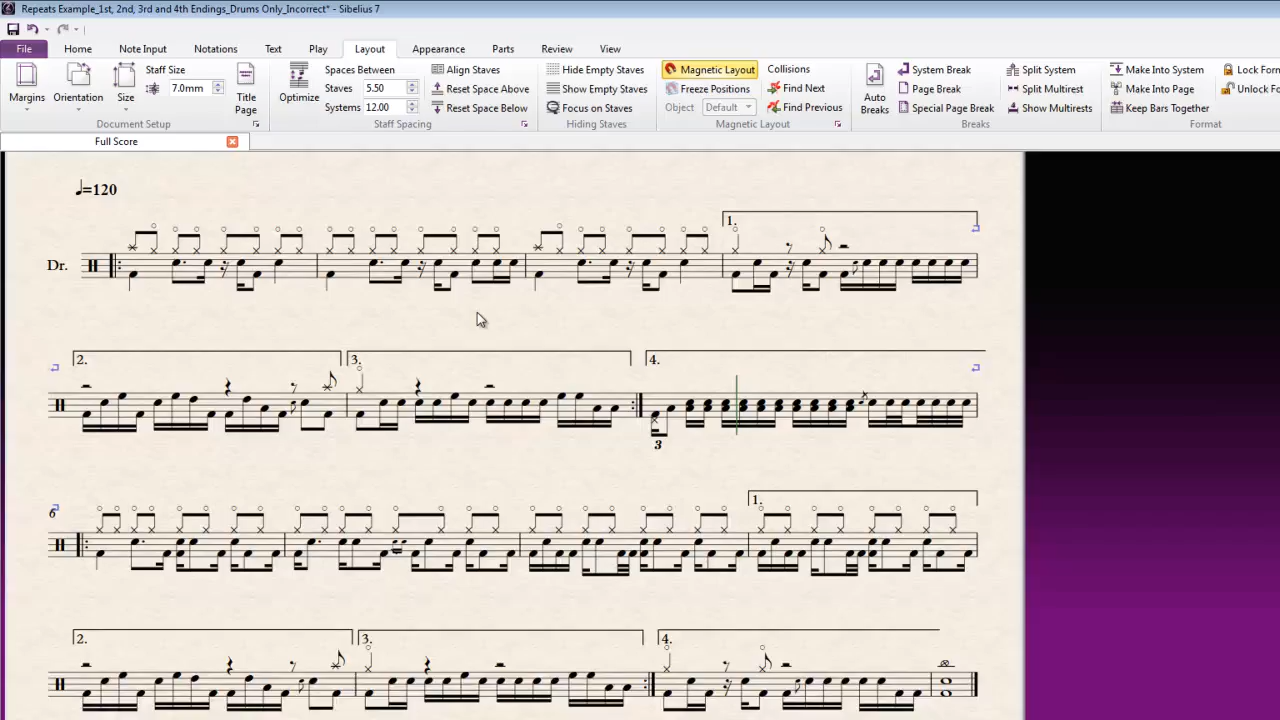 Repeats Example_1st, 2nd, 3rd and 4th Endings_Drums Only_Incorrect* - Sibelius 7
File Home Note Input Notations Text Play Layout Appearance Parts Review View
Margins Orientation Size Staff Size 7.0mm Title Page Document Setup
Optimize Spaces Between Staves 5.50 Systems 12.00 Align Staves Reset Space Above Reset Space Below Staff Spacing
Hide Empty Staves Show Empty Staves Focus on Staves Hiding Staves
Magnetic Layout Freeze Positions Object Default Collisions Find Next Find Previous Magnetic Layout
Auto Breaks System Break Page Break Special Page Break Split System Split Multirest Show Multirests Breaks
Make Into System Make Into Page Keep Bars Together Lock Form Unlock Fo Format
Full Score
=120
1.
Dr.
2. 3. 4.
3
6 1.
2. 3. 4.